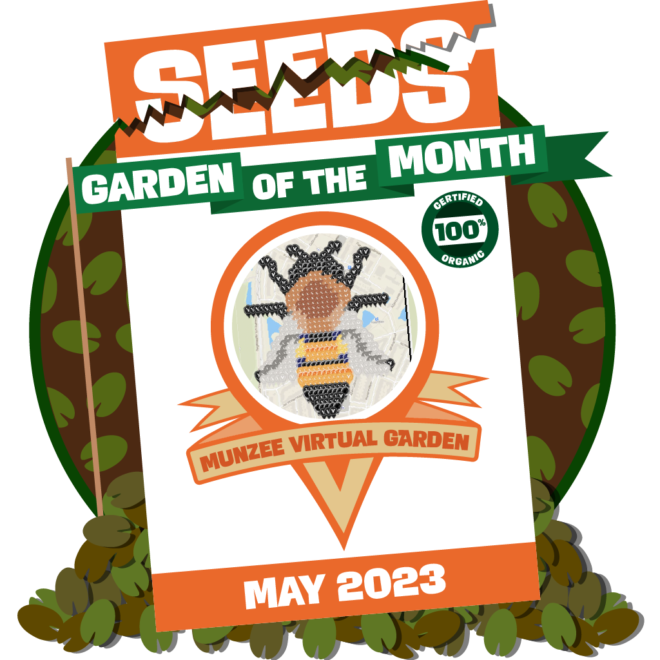 SEEDS
GARDEN OF THE MONTH
CERTIFIED
100%
ORGANIC
MUNZEE VIRTUAL GARDEN
MAY 2023